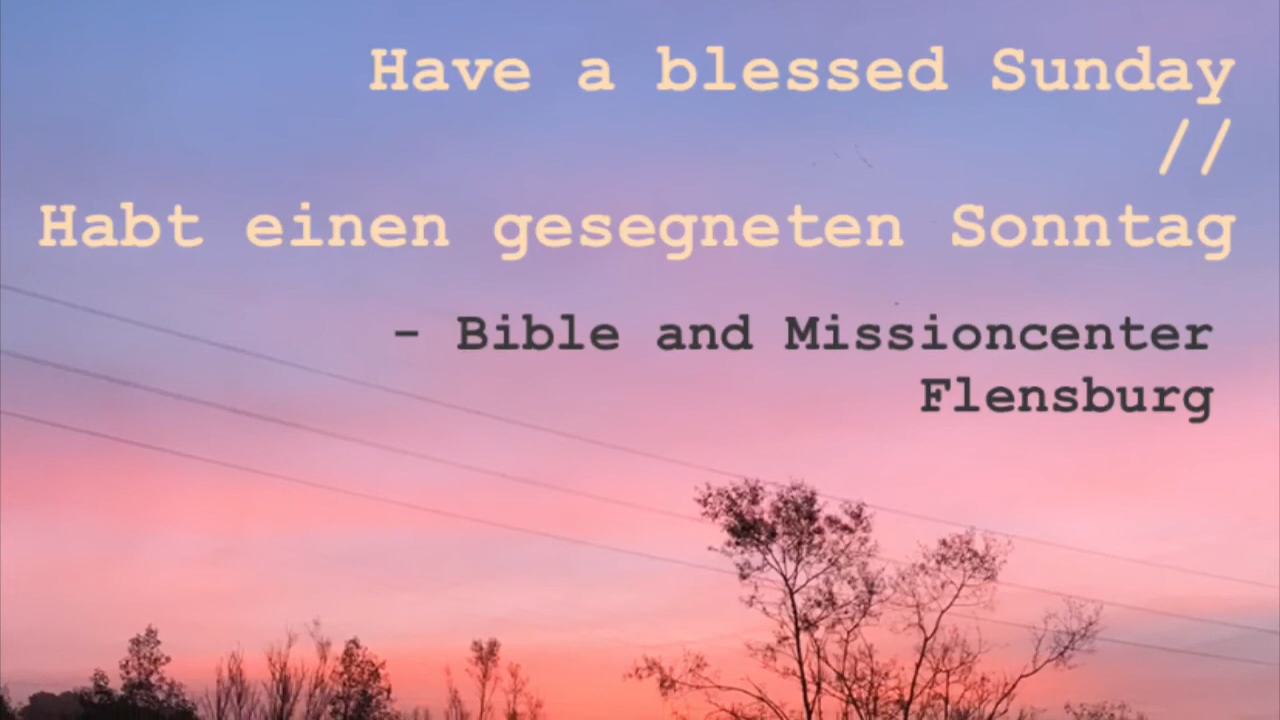 Have a blessed Sunday
//
Habt einen gesegneten Sonntag
- Bible and Missioncenter
Flensburg